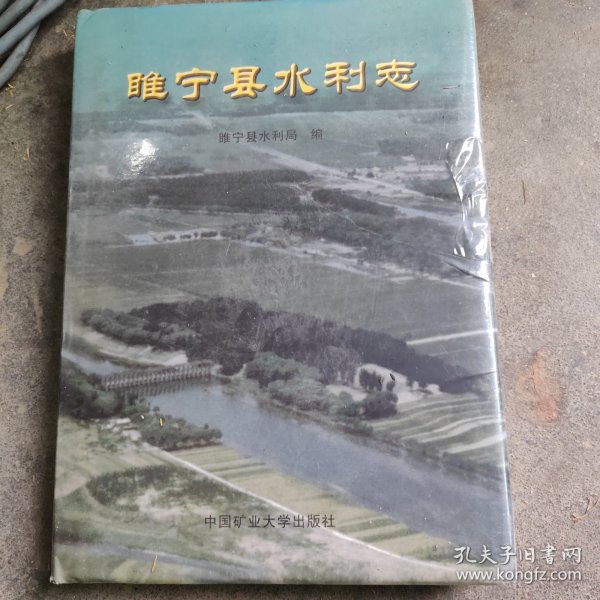 睢宁县水利志
睢宁县水利局 编
中国矿业大学出版社
孔夫子旧书网
www.kongfz.com